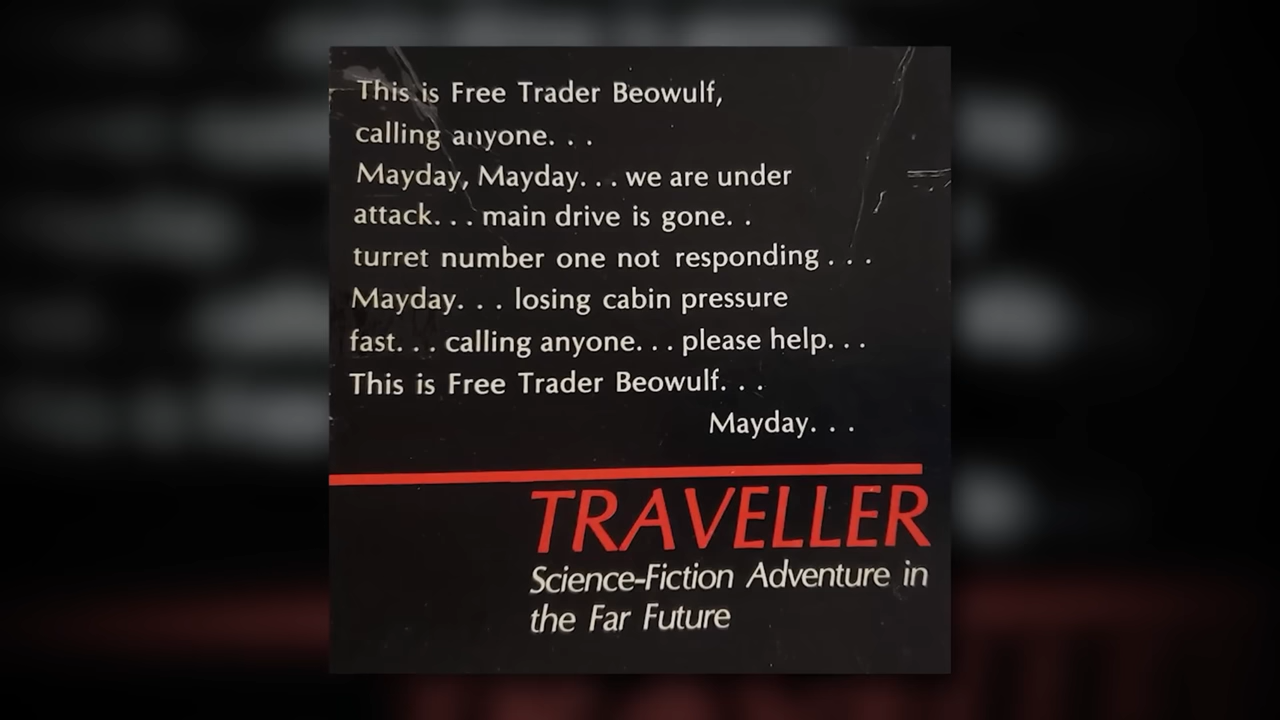 This is Free Trader Beowulf,
calling anyone. . .
Mayday, Mayday. . . we are under
attack. . . main drive is gone. .
turret number one not responding . . .
Mayday. . . losing cabin pressure
fast. . . calling anyone. . . please help. . .
This is Free Trader Beowulf. . .
Mayday. . .
TRAVELLER
Science-Fiction Adventure in
the Far Future